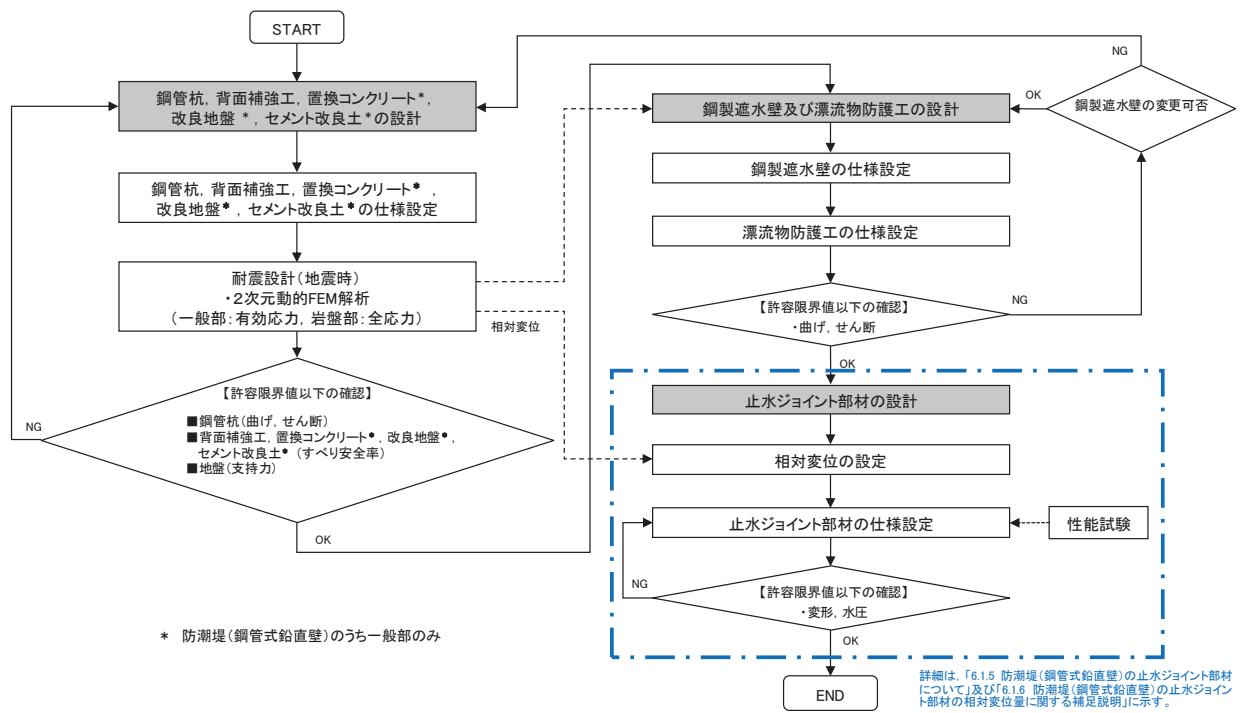 START
鋼管杭，背面補強工，置換コンクリート*，
改良地盤 *，セメント改良土*の設計
鋼管杭，背面補強工，置換コンクリート*，
改良地盤*，セメント改良土*の仕様設定
耐震設計（地震時）
・２次元動的FEM解析
（一般部：有効応力，岩盤部：全応力）
相対変位
【許容限界値以下の確認】
■鋼管杭（曲げ，せん断）
■背面補強工，置換コンクリート*，改良地盤*，
セメント改良土*（すべり安全率）
■地盤（支持力）
NG
OK
* 防潮堤（鋼管式鉛直壁）のうち一般部のみ
鋼製遮水壁及び漂流物防護工の設計
鋼製遮水壁の仕様設定
漂流物防護工の仕様設定
【許容限界値以下の確認】
・曲げ，せん断
NG
OK
鋼製遮水壁の変更可否
NG
OK
止水ジョイント部材の設計
相対変位の設定
止水ジョイント部材の仕様設定
性能試験
【許容限界値以下の確認】
・変形，水圧
NG
OK
END
詳細は，「6.1.5 防潮堤（鋼管式鉛直壁）の止水ジョイント部材
について」及び「6.1.6 防潮堤（鋼管式鉛直壁）の止水ジョイン
ト部材の相対変位量に関する補足説明」に示す。